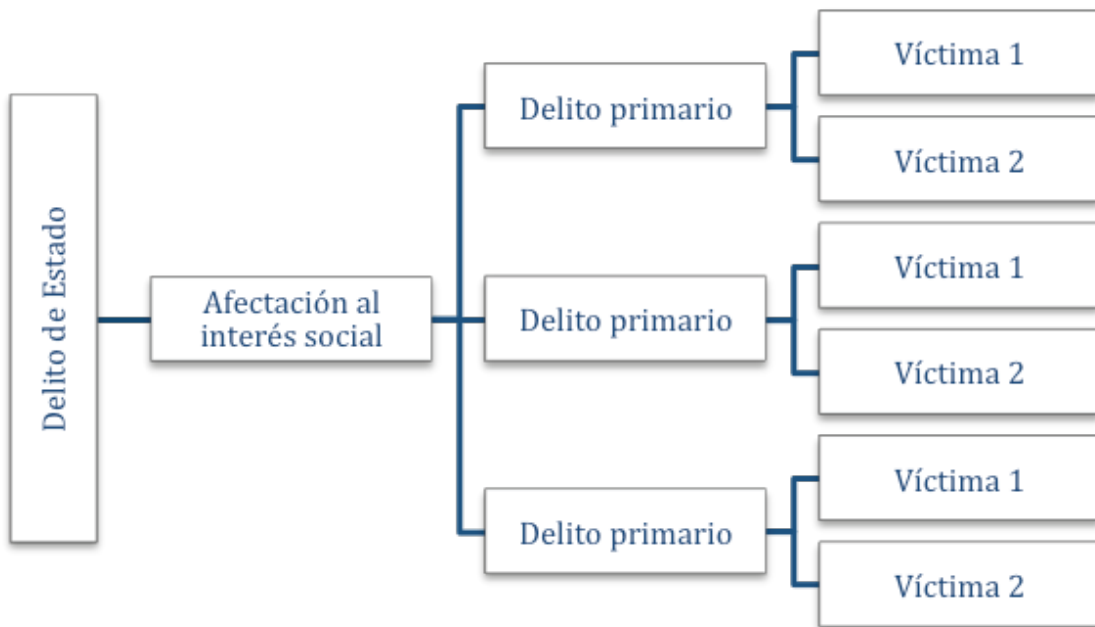 Delito de Estado
Afectación al
interés social
Delito primario
Víctima 1
Víctima 2
Delito primario
Víctima 1
Víctima 2
Delito primario
Víctima 1
Víctima 2